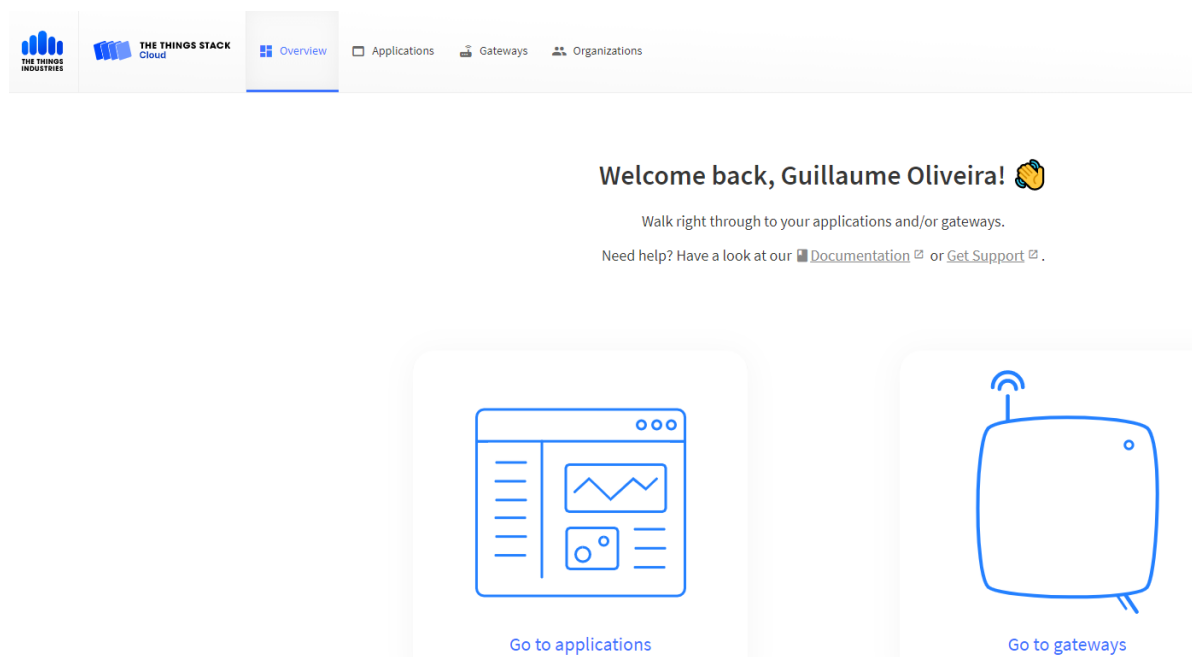 THE THINGS
INDUSTRIES
THE THINGS STACK
Cloud
Overview
Applications
Gateways
Organizations
Welcome back, Guillaume Oliveira! 👋
Walk right through to your applications and/or gateways.
Need help? Have a look at our Documentation or Get Support .
Go to applications
Go to gateways